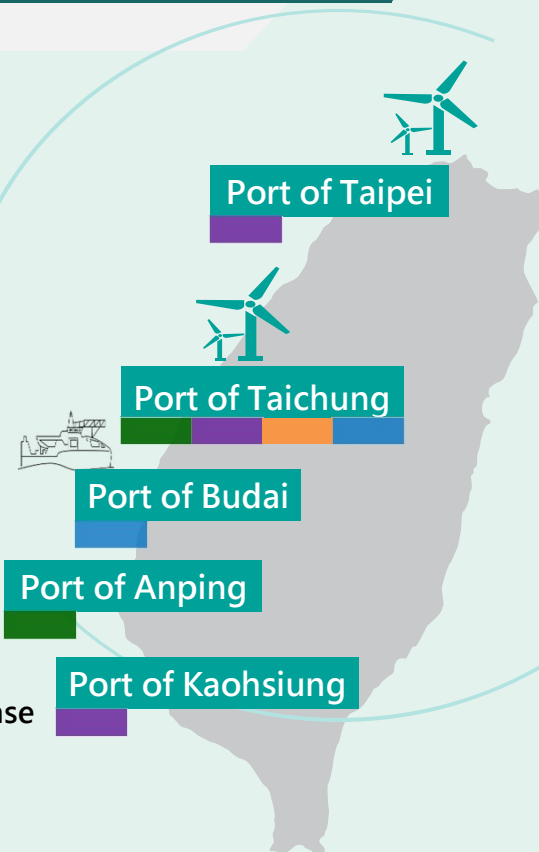 Port of Taipei
Port of Taichung
Port of Budai
Port of Anping
Port of Kaohsiung